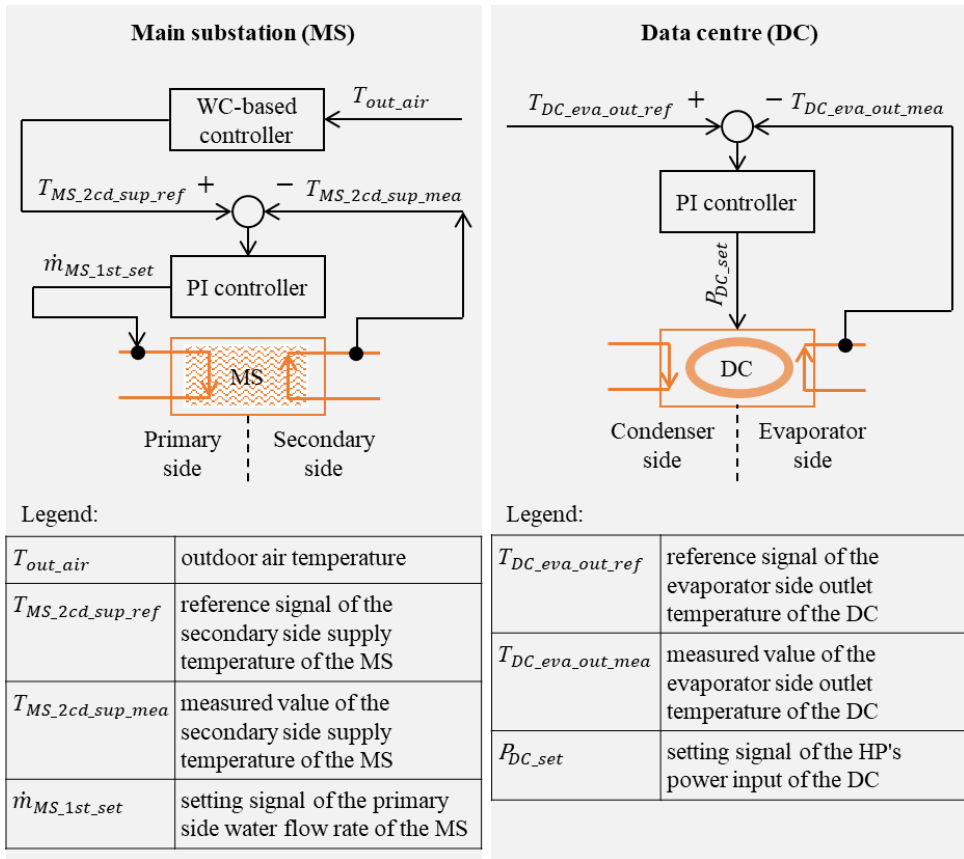 Main substation (MS)
WC-based
controller
T_out_air
T_MS_2cd_sup_ref + − T_MS_2cd_sup_mea
ṁ_MS_1st_set
PI controller
MS
Primary
side
Secondary
side
Legend:
T_out_air outdoor air temperature
T_MS_2cd_sup_ref reference signal of the
secondary side supply
temperature of the MS
T_MS_2cd_sup_mea measured value of the
secondary side supply
temperature of the MS
ṁ_MS_1st_set setting signal of the primary
side water flow rate of the MS
Data centre (DC)
T_DC_eva_out_ref + − T_DC_eva_out_mea
PI controller
P_DC_set
DC
Condenser
side
Evaporator
side
Legend:
T_DC_eva_out_ref reference signal of the
evaporator side outlet
temperature of the DC
T_DC_eva_out_mea measured value of the
evaporator side outlet
temperature of the DC
P_DC_set setting signal of the HP's
power input of the DC